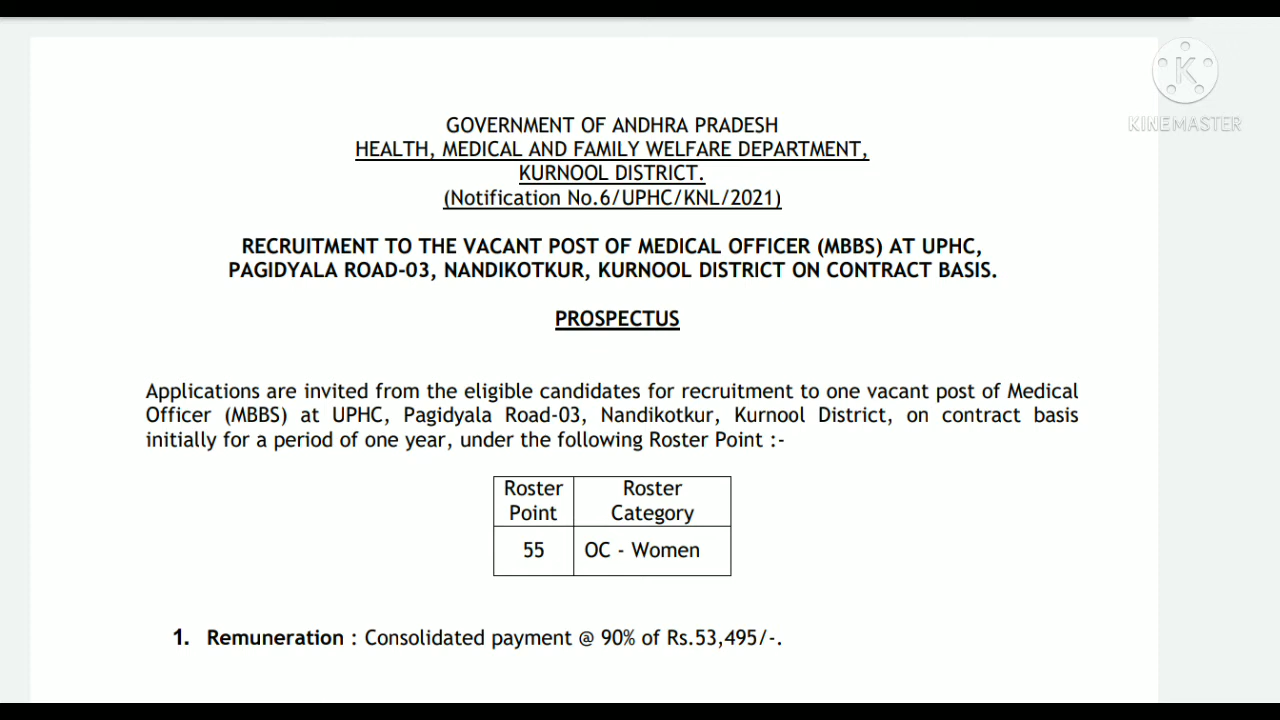 K
KINEMASTER
GOVERNMENT OF ANDHRA PRADESH
HEALTH, MEDICAL AND FAMILY WELFARE DEPARTMENT,
KURNOOL DISTRICT.
(Notification No.6/UPHC/KNL/2021)
RECRUITMENT TO THE VACANT POST OF MEDICAL OFFICER (MBBS) AT UPHC,
PAGIDYALA ROAD-03, NANDIKOTKUR, KURNOOL DISTRICT ON CONTRACT BASIS.
PROSPECTUS
Applications are invited from the eligible candidates for recruitment to one vacant post of Medical
Officer (MBBS) at UPHC, Pagidyala Road-03, Nandikotkur, Kurnool District, on contract basis
initially for a period of one year, under the following Roster Point :-
Roster Point Roster Category
55 OC - Women
1. Remuneration : Consolidated payment @ 90% of Rs.53,495/-.